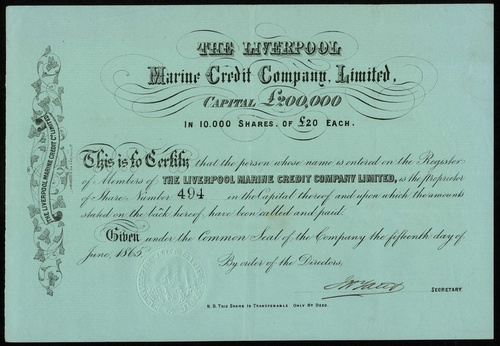 THE LIVERPOOL
Marine Credit Company, Limited,
CAPITAL £200,000
IN 10.000 SHARES. OF £20 EACH.
This is to Certify that the person whose name is entered on the Register
of Members of THE LIVERPOOL MARINE CREDIT COMPANY LIMITED, is the Proprietor
of Share Number 494 in the Capital thereof and upon which the amounts
stated on the back hereof have been called and paid.
Given under the Common Seal of the Company the fifteenth day of
June, 1865
By order of the Directors,
SECRETARY.
N.B. THIS SHARE IS TRANSFERABLE ONLY BY DEED.
THE LIVERPOOL MARINE CREDIT CO. LIMITED